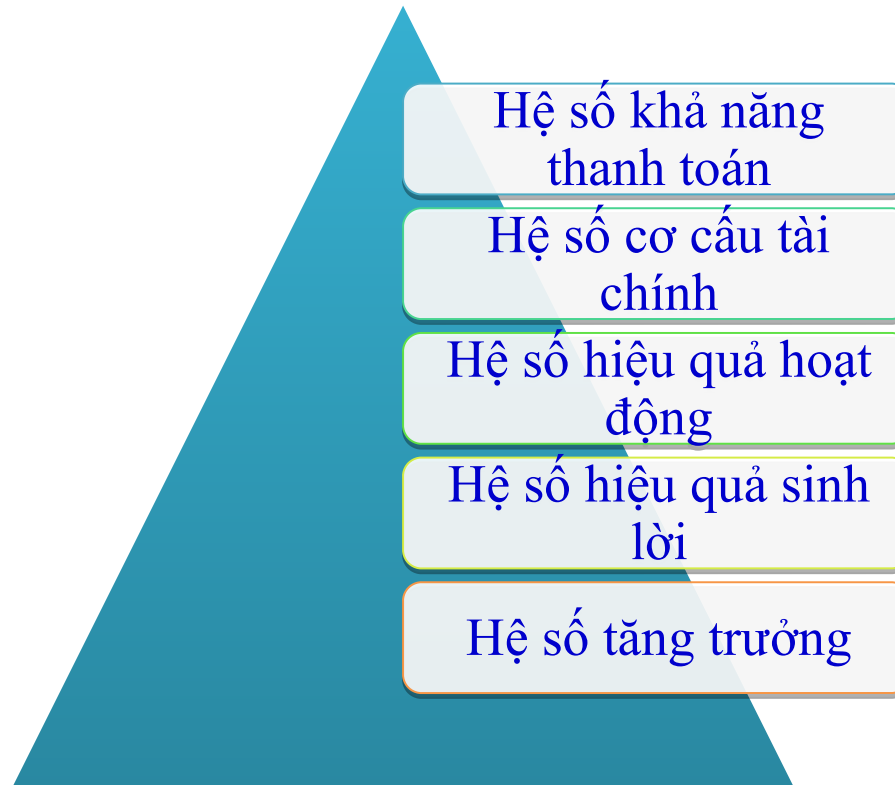 Hệ số khả năng
thanh toán
Hệ số cơ cấu tài
chính
Hệ số hiệu quả hoạt
động
Hệ số hiệu quả sinh
lời
Hệ số tăng trưởng